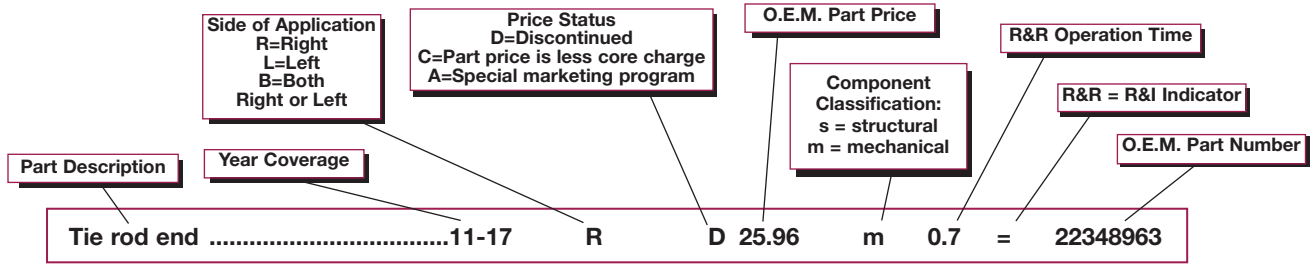 Side of Application
R=Right
L=Left
B=Both
Right or Left
Price Status
D=Discontinued
C=Part price is less core charge
A=Special marketing program
O.E.M. Part Price
R&R Operation Time
Component
Classification:
s = structural
m = mechanical
R&R = R&I Indicator
O.E.M. Part Number
Part Description
Year Coverage
Tie rod end ....................................11-17 R D 25.96 m 0.7 = 22348963